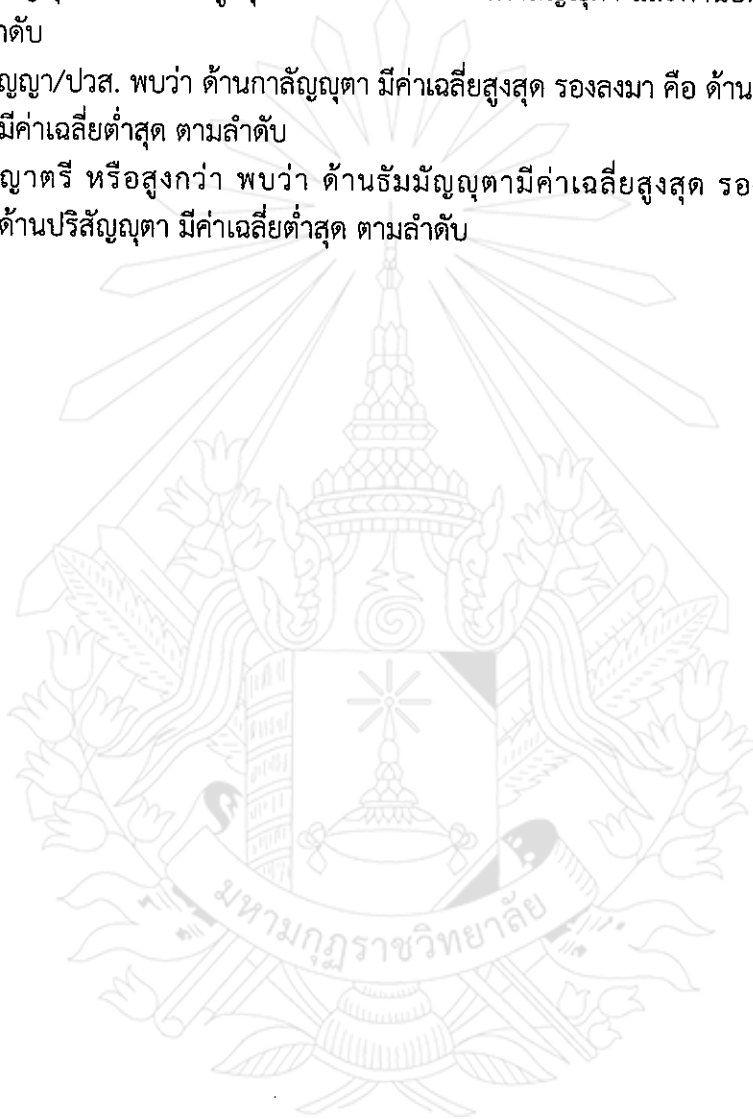 าดับ
ัญญา/ปวส. พบว่า ด้านกาลัญญุตา มีค่าเฉลี่ยสูงสุด รองลงมา คือ ด้าน
มีค่าเฉลี่ยต่ำสุด ตามลำดับ
ญาตรี หรือสูงกว่า พบว่า ด้านธัมมัญญุตามีค่าเฉลี่ยสูงสุด รอ
ด้านปริสัญญุตา มีค่าเฉลี่ยต่ำสุด ตามลำดับ
มหามกุฏราชวิทยาลัย